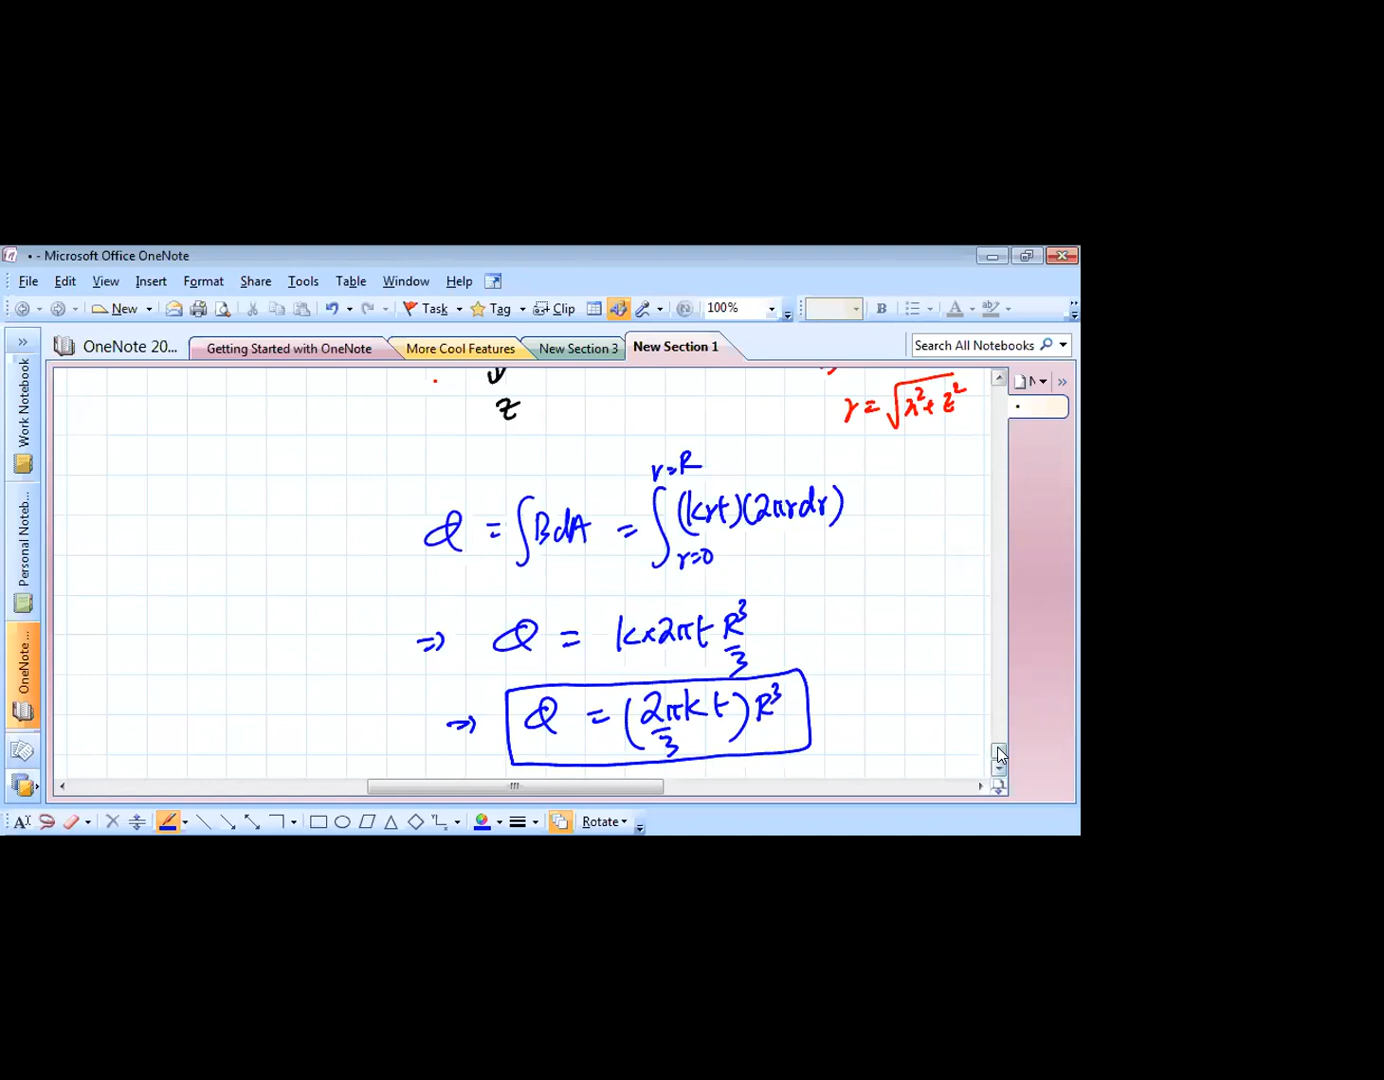 • - Microsoft Office OneNote
File Edit View Insert Format Share Tools Table Window Help
New Task Tag Clip 100% B A ab
OneNote 20... Getting Started with OneNote More Cool Features New Section 3 New Section 1 Search All Notebooks
Work Notebook
Personal Noteb...
OneNote...
z
r = √x²+z²
Φ = ∫BdA = ∫_{r=0}^{r=R} (krt)(2πrdr)
⇒ Φ = k×2πt R³/3
⇒ Φ = (2πkt/3)R³
A Rotate